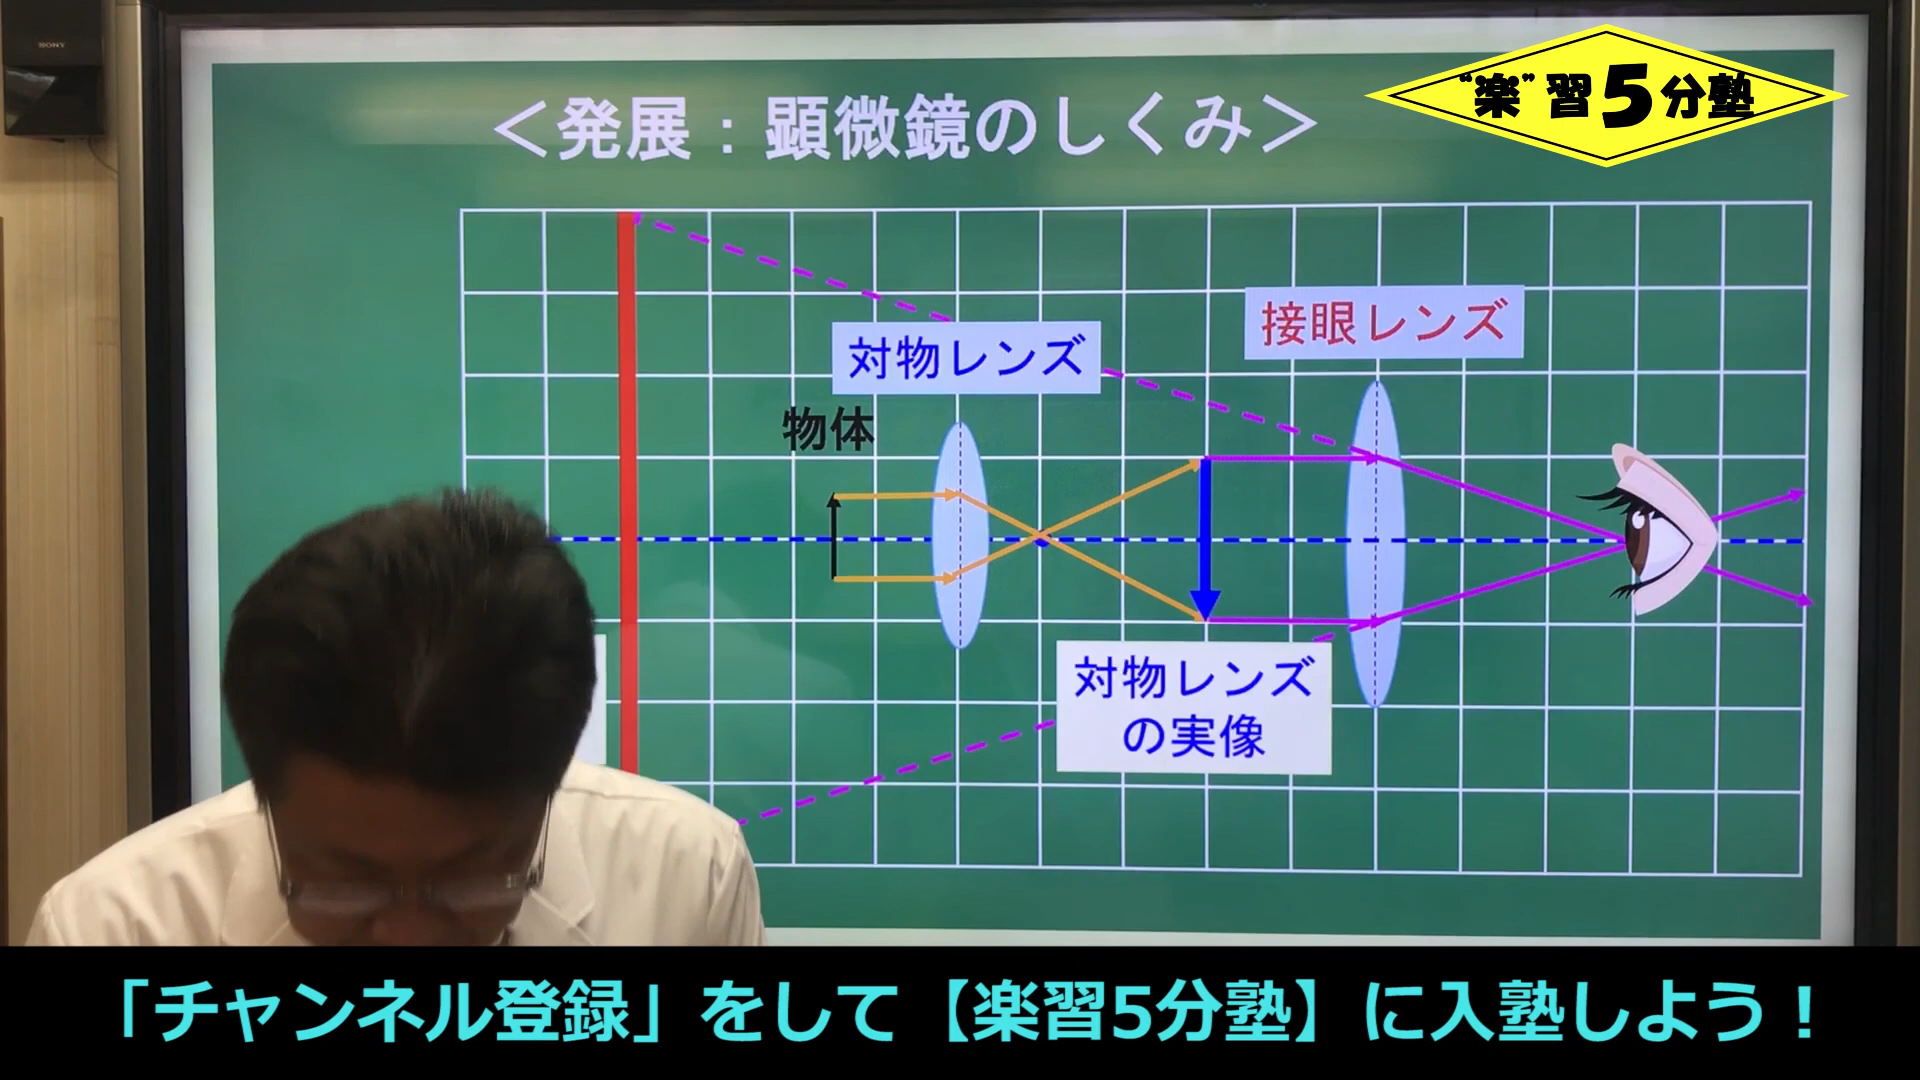 SONY
＜発展：顕微鏡のしくみ＞
“楽”習5分塾
接眼レンズ
対物レンズ
物体
対物レンズ
の実像
「チャンネル登録」をして【楽習5分塾】に入塾しよう！